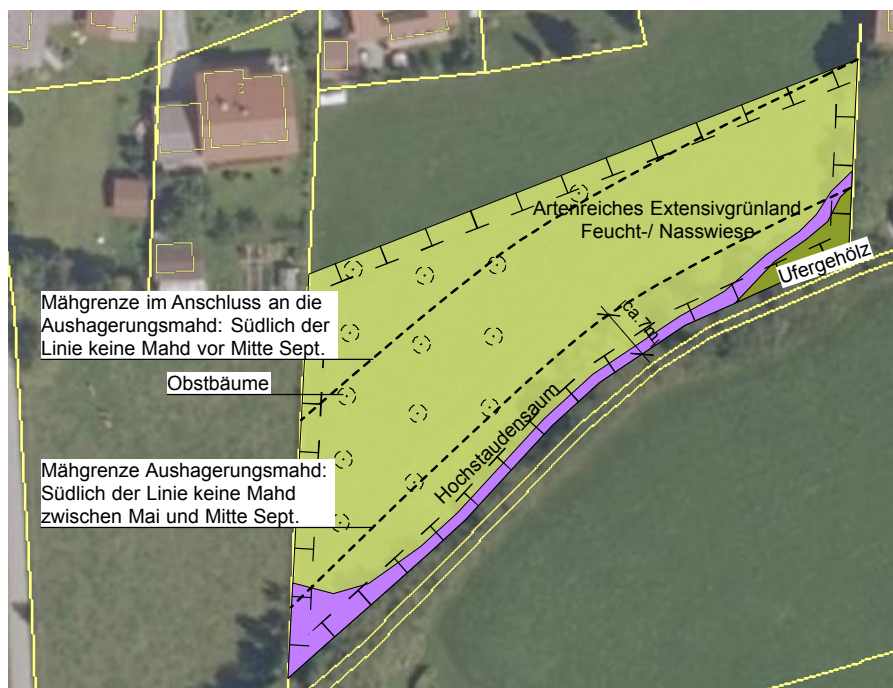 Artenreiches Extensivgrünland
Feucht-/ Nasswiese
Ufergehölz
Mähgrenze im Anschluss an die
Aushagerungsmahd: Südlich der
Linie keine Mahd vor Mitte Sept.
ca.7m
Obstbäume
Hochstaudensaum
Mähgrenze Aushagerungsmahd:
Südlich der Linie keine Mahd
zwischen Mai und Mitte Sept.